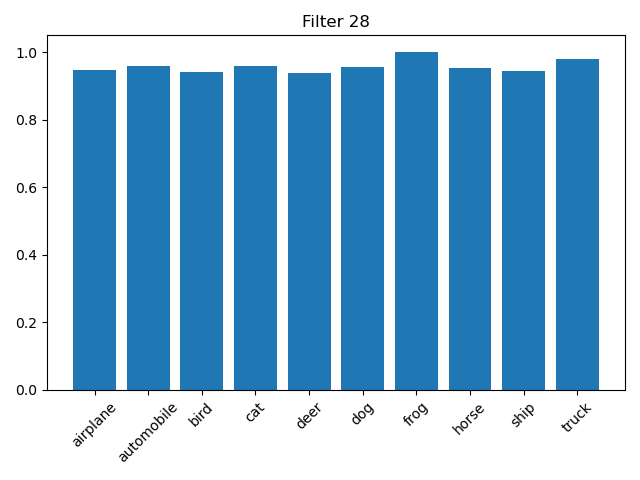 Filter 28
1.0
0.8
0.6
0.4
0.2
0.0
airplane
automobile
bird
cat
deer
dog
frog
horse
ship
truck